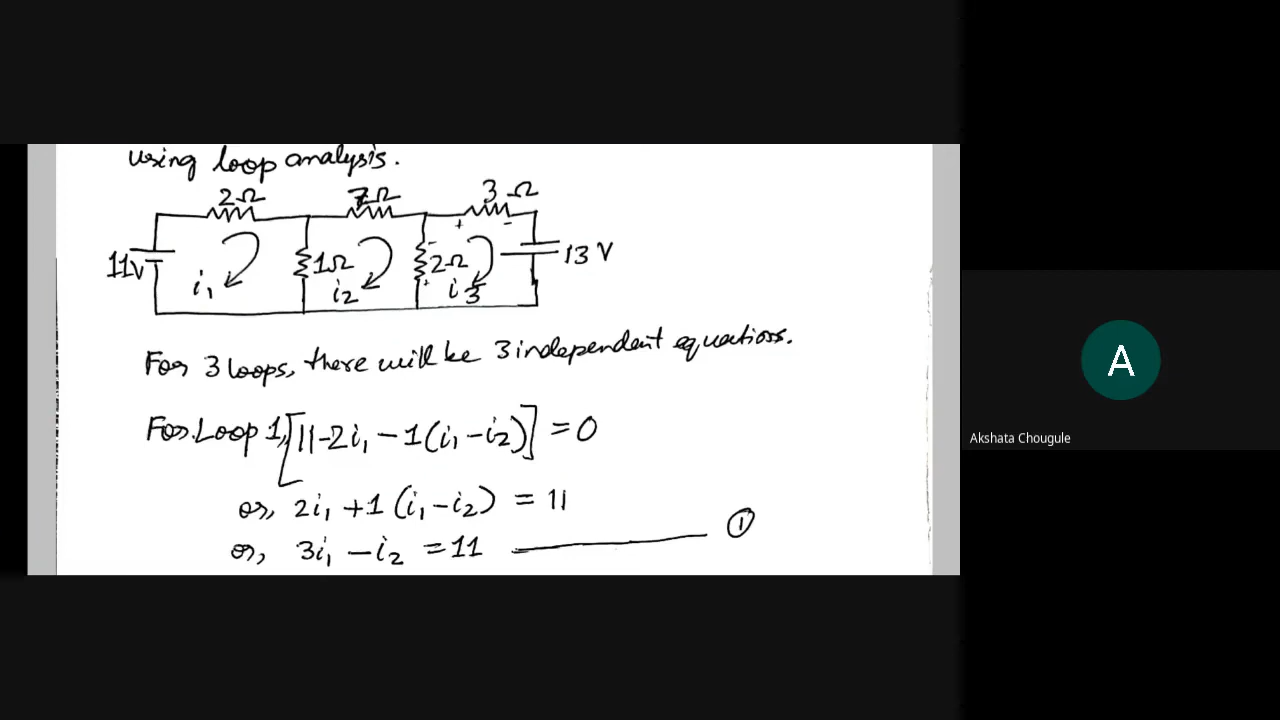 using loop analysis.
2Ω 7Ω 3Ω
11V 1Ω 2Ω 13 V
i₁ i₂ i₃
+ - - +
For 3 loops, there will be 3 independent equations.
For Loop 1, [11-2i₁ - 1(i₁-i₂)] = 0
or, 2i₁ + 1 (i₁-i₂) = 11
or, 3i₁ - i₂ = 11 ①
A
Akshata Chougule